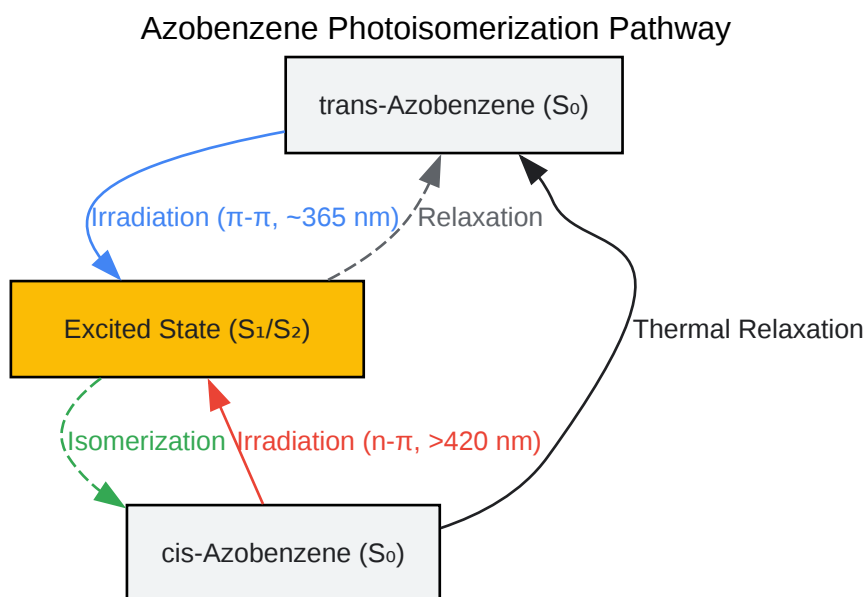 Azobenzene Photoisomerization Pathway
trans-Azobenzene (S₀)
Irradiation (π-π, ~365 nm)
Relaxation
Excited State (S₁/S₂)
Thermal Relaxation
Isomerization
Irradiation (n-π, >420 nm)
cis-Azobenzene (S₀)